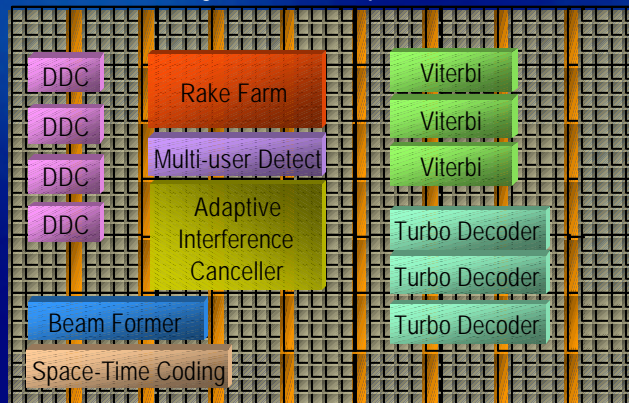 DDC
DDC
DDC
DDC
Rake Farm
Multi-user Detect
Adaptive
Interference
Canceller
Beam Former
Space-Time Coding
Viterbi
Viterbi
Viterbi
Turbo Decoder
Turbo Decoder
Turbo Decoder